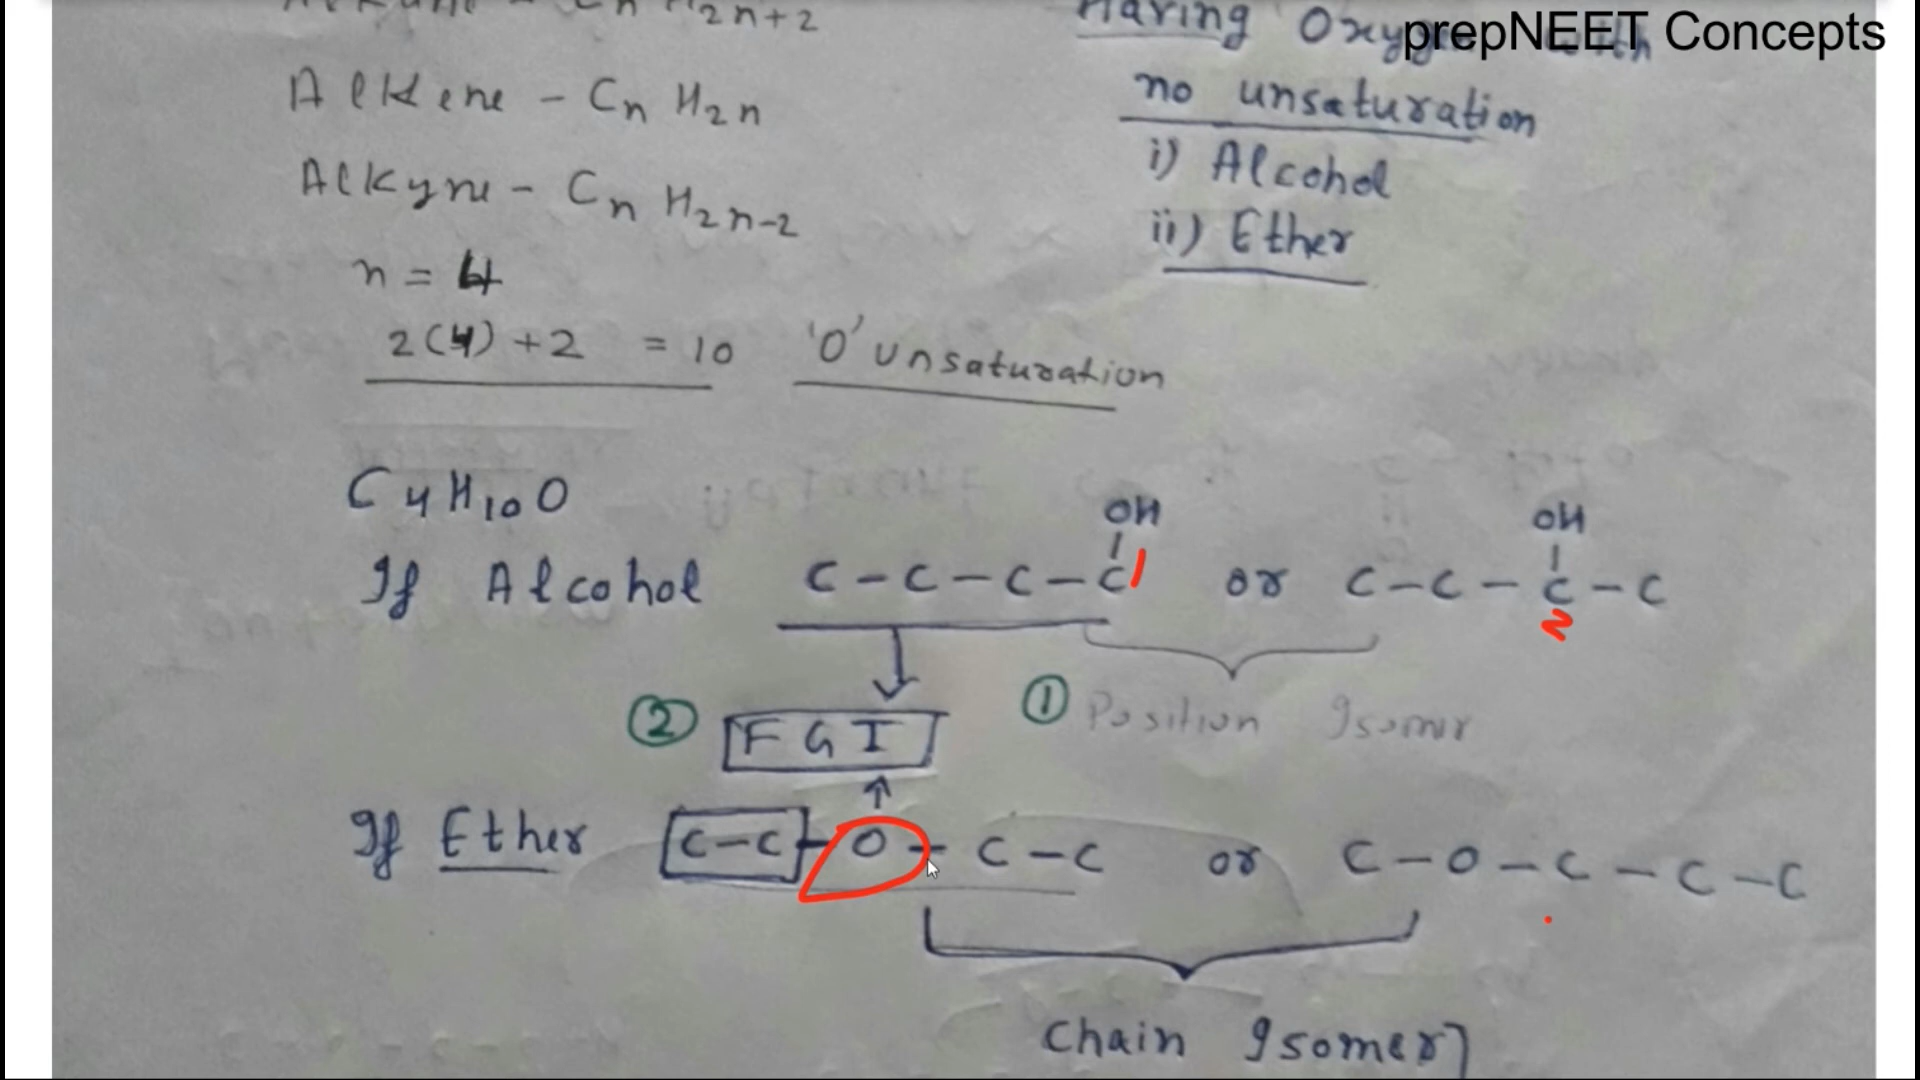 prepNEET Concepts
CnH2n+2
Having Oxygen with
no unsaturation
i) Alcohol
ii) Ether
Alkene - CnH2n
Alkyne - CnH2n-2
n = 4
2(4)+2 = 10 'O' unsaturation
C4H10O
OH OH
If Alcohol C-C-C-C 1 or C-C-C-C
2
② FGI ① Position Isomer
If Ether C-C-O-C-C or C-O-C-C-C
Chain Isomer